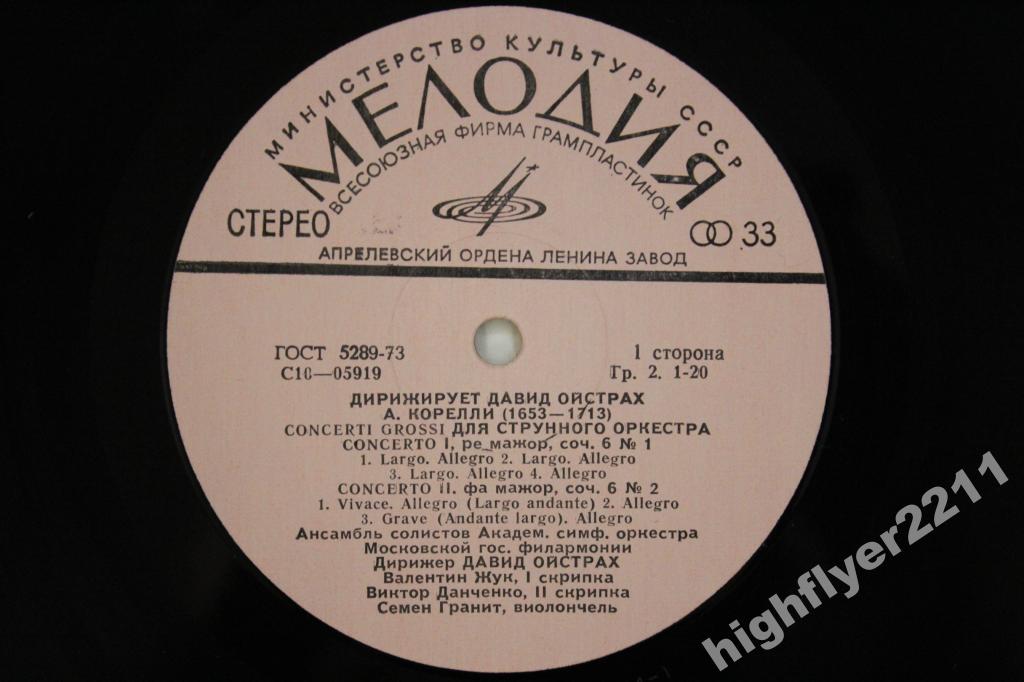 МИНИСТЕРСТВО КУЛЬТУРЫ СССР
МЕЛОДИЯ
ВСЕСОЮЗНАЯ ФИРМА ГРАМПЛАСТИНОК
СТЕРЕО
33
АПРЕЛЕВСКИЙ ОРДЕНА ЛЕНИНА ЗАВОД
ГОСТ 5289-73
1 сторона
С10—05919
Гр. 2. 1-20
ДИРИЖИРУЕТ ДАВИД ОЙСТРАХ
А. КОРЕЛЛИ (1653—1713)
CONCERTI GROSSI ДЛЯ СТРУННОГО ОРКЕСТРА
CONCERTO I, ре мажор, соч. 6 № 1
1. Largo. Allegro 2. Largo. Allegro
3. Largo. Allegro 4. Allegro
CONCERTO II. фа мажор, соч. 6 № 2
1. Vivace. Allegro (Largo andante) 2. Allegro
3. Grave (Andante largo). Allegro
Ансамбль солистов Академ. симф. оркестра
Московской гос. филармонии
Дирижер ДАВИД ОЙСТРАХ
Валентин Жук, I скрипка
Виктор Данченко, II скрипка
Семен Гранит, виолончель
highflyer2211